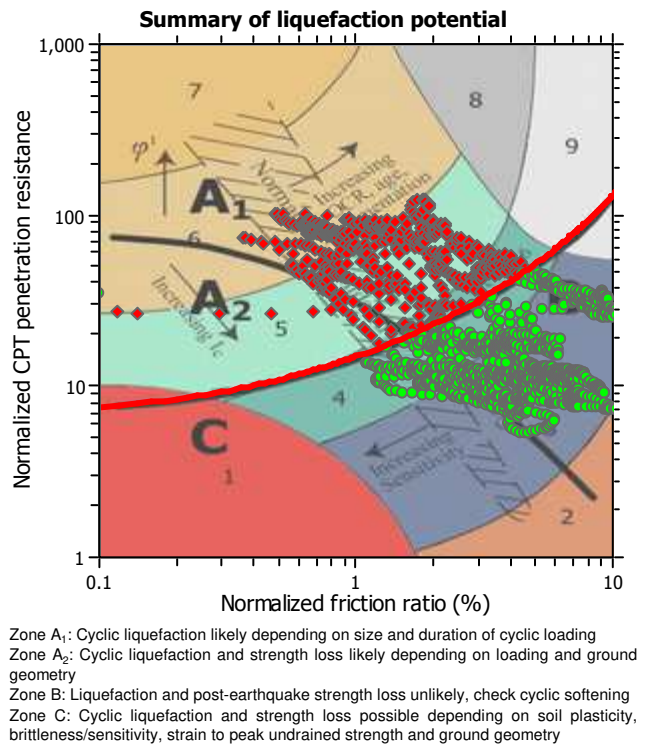 Summary of liquefaction potential
1,000
7
8
9
φ'
Increasing
A1
100
6
A2
Increasing Ic
5
10
4
C
Increasing
Sensitivity
1
2
1
0.1
1
10
Normalized CPT penetration resistance
Normalized friction ratio (%)
Zone A1: Cyclic liquefaction likely depending on size and duration of cyclic loading
Zone A2: Cyclic liquefaction and strength loss likely depending on loading and ground
geometry
Zone B: Liquefaction and post-earthquake strength loss unlikely, check cyclic softening
Zone C: Cyclic liquefaction and strength loss possible depending on soil plasticity,
brittleness/sensitivity, strain to peak undrained strength and ground geometry